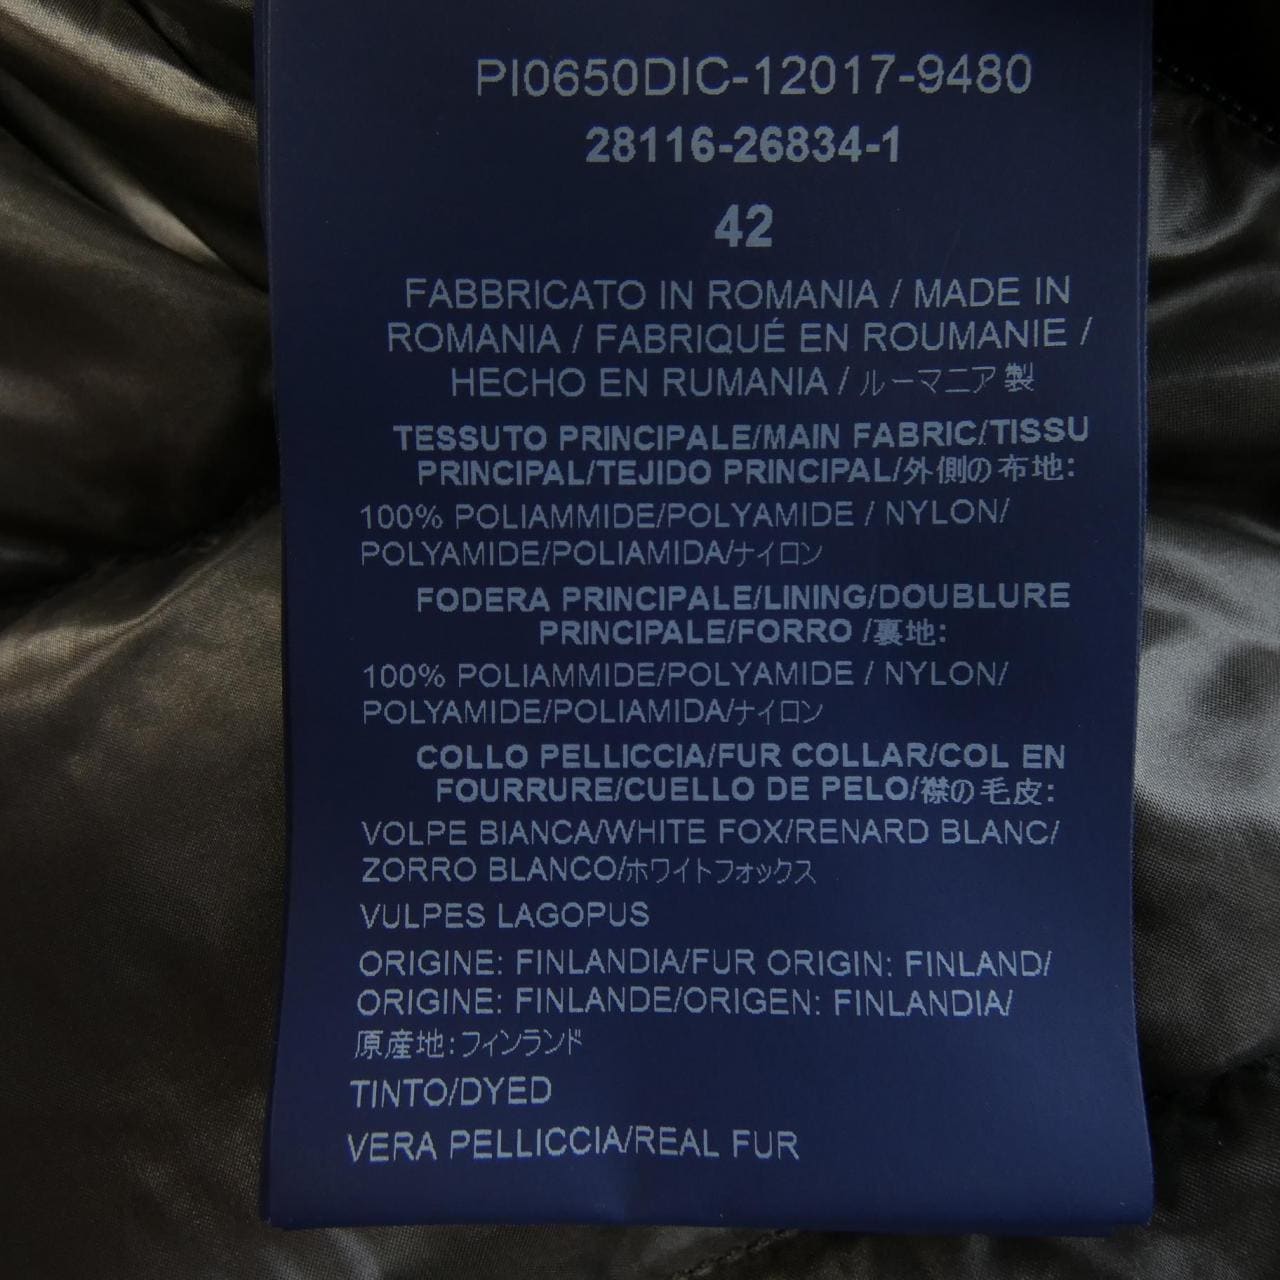 PI0650DIC-12017-9480
28116-26834-1
42
FABBRICATO IN ROMANIA / MADE IN
ROMANIA / FABRIQUÉ EN ROUMANIE /
HECHO EN RUMANIA / ルーマニア製
TESSUTO PRINCIPALE/MAIN FABRIC/TISSU
PRINCIPAL/TEJIDO PRINCIPAL/外側の布地:
100% POLIAMMIDE/POLYAMIDE / NYLON/
POLYAMIDE/POLIAMIDA/ナイロン
FODERA PRINCIPALE/LINING/DOUBLURE
PRINCIPALE/FORRO /裏地:
100% POLIAMMIDE/POLYAMIDE / NYLON/
POLYAMIDE/POLIAMIDA/ナイロン
COLLO PELLICCIA/FUR COLLAR/COL EN
FOURRURE/CUELLO DE PELO/襟の毛皮:
VOLPE BIANCA/WHITE FOX/RENARD BLANC/
ZORRO BLANCO/ホワイトフォックス
VULPES LAGOPUS
ORIGINE: FINLANDIA/FUR ORIGIN: FINLAND/
ORIGINE: FINLANDE/ORIGEN: FINLANDIA/
原産地:フィンランド
TINTO/DYED
VERA PELLICCIA/REAL FUR